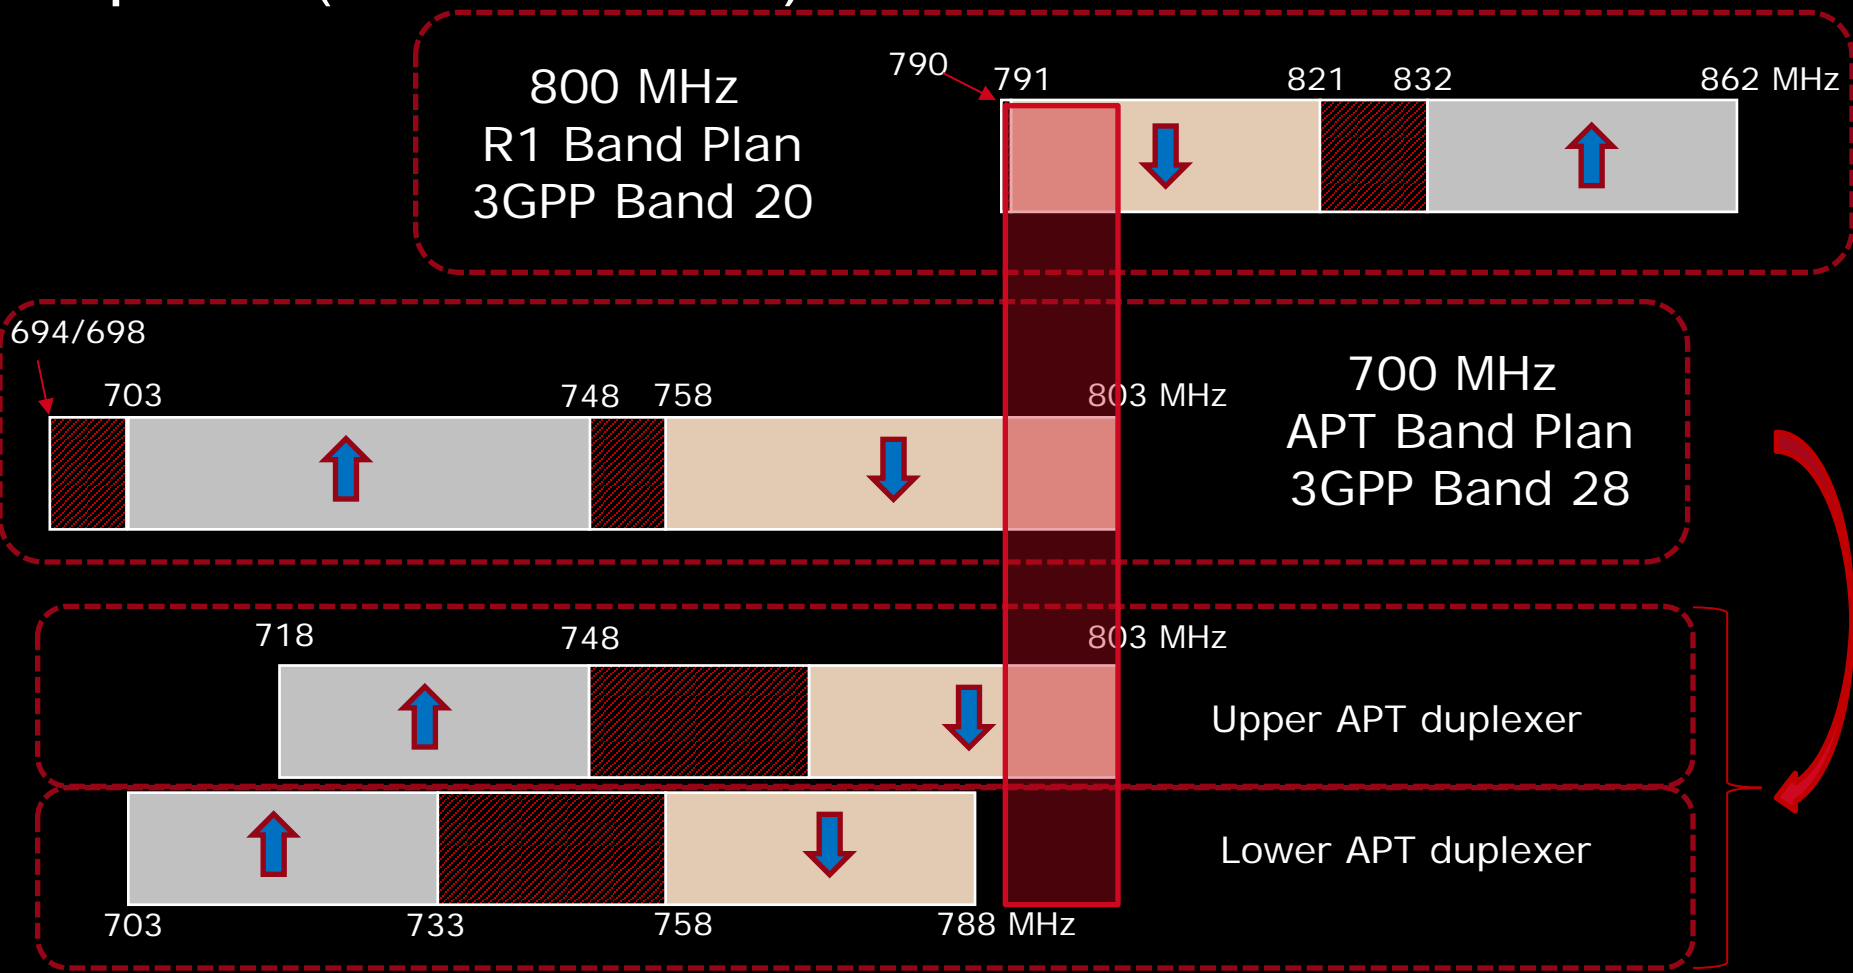 790
791
821
832
862 MHz
800 MHz
R1 Band Plan
3GPP Band 20
694/698
703
748
758
803 MHz
700 MHz
APT Band Plan
3GPP Band 28
718
748
803 MHz
Upper APT duplexer
Lower APT duplexer
703
733
758
788 MHz